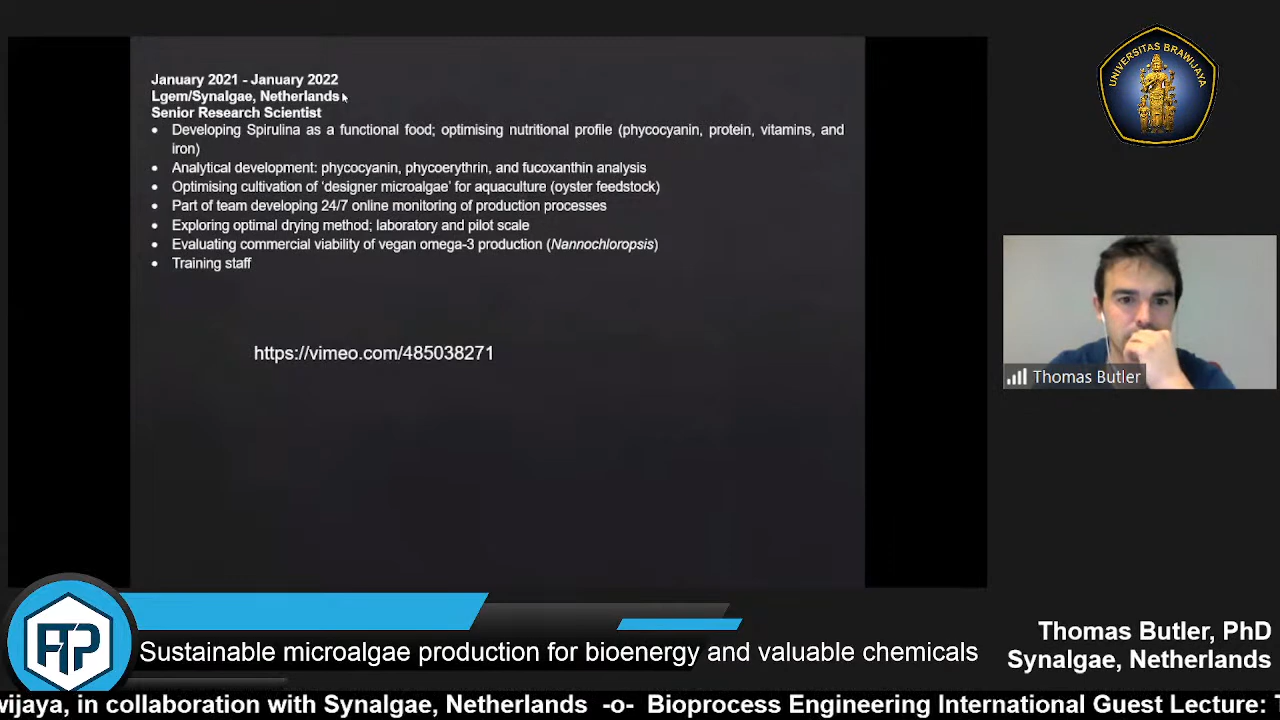 January 2021 - January 2022
Lgem/Synalgae, Netherlands
Senior Research Scientist
• Developing Spirulina as a functional food; optimising nutritional profile (phycocyanin, protein, vitamins, and
iron)
• Analytical development: phycocyanin, phycoerythrin, and fucoxanthin analysis
• Optimising cultivation of ‘designer microalgae’ for aquaculture (oyster feedstock)
• Part of team developing 24/7 online monitoring of production processes
• Exploring optimal drying method; laboratory and pilot scale
• Evaluating commercial viability of vegan omega-3 production (Nannochloropsis)
• Training staff
https://vimeo.com/485038271
UNIVERSITAS BRAWIJAYA
Thomas Butler
FTP
Sustainable microalgae production for bioenergy and valuable chemicals
Thomas Butler, PhD
Synalgae, Netherlands
wijaya, in collaboration with Synalgae, Netherlands -o- Bioprocess Engineering International Guest Lecture: